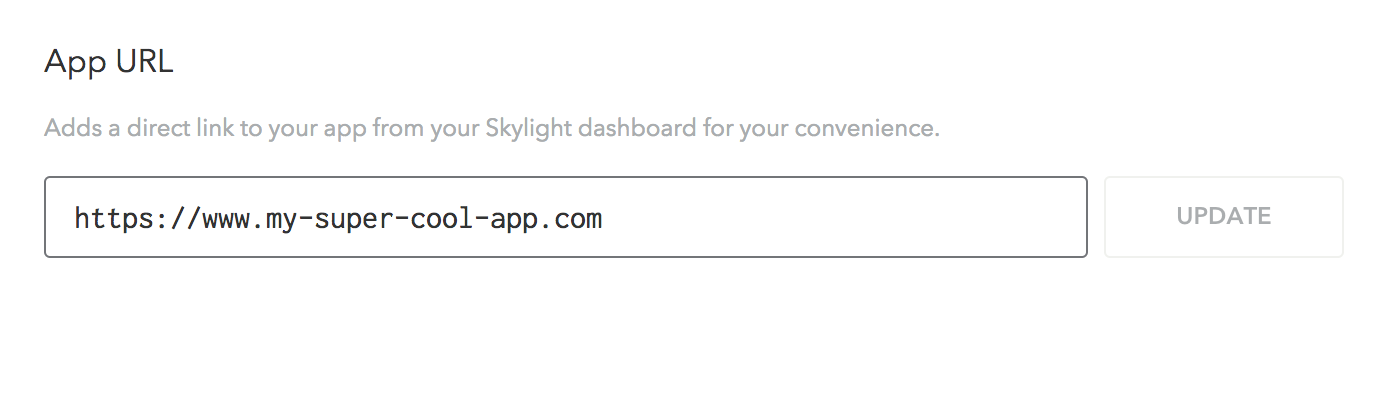 App URL
Adds a direct link to your app from your Skylight dashboard for your convenience.
https://www.my-super-cool-app.com
UPDATE